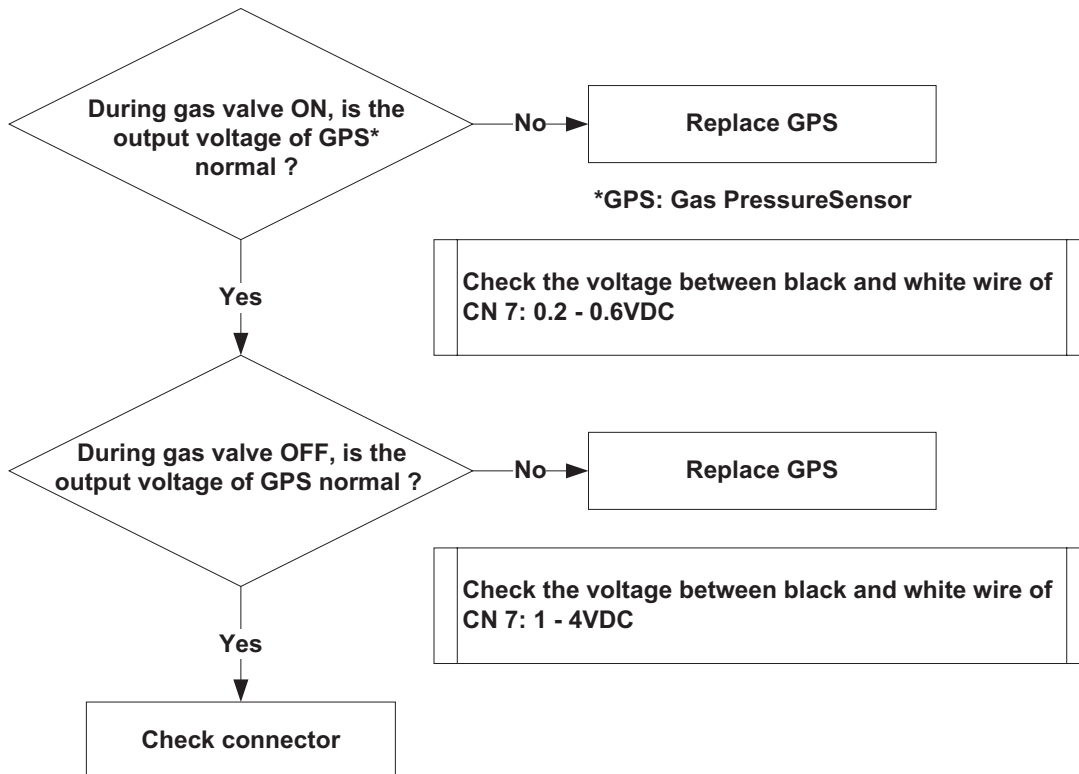 During gas valve ON, is the
output voltage of GPS*
normal ?
No
Replace GPS
*GPS: Gas PressureSensor
Check the voltage between black and white wire of
CN 7: 0.2 - 0.6VDC
Yes
During gas valve OFF, is the
output voltage of GPS normal ?
No
Replace GPS
Check the voltage between black and white wire of
CN 7: 1 - 4VDC
Yes
Check connector